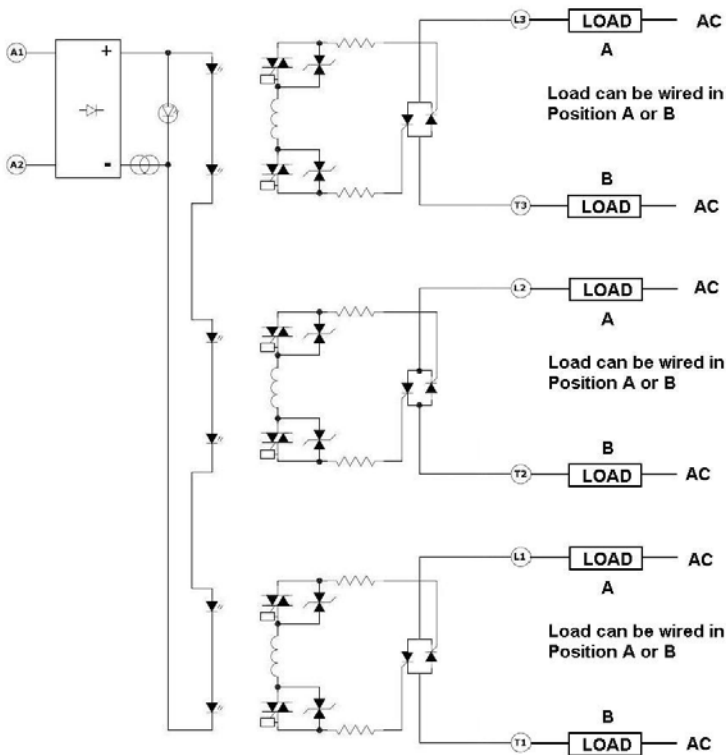 L3 LOAD AC
A
A1 +
Load can be wired in
Position A or B
A2 -
B
T3 LOAD AC
L2 LOAD AC
A
Load can be wired in
Position A or B
B
T2 LOAD AC
L1 LOAD AC
A
Load can be wired in
Position A or B
B
T1 LOAD AC